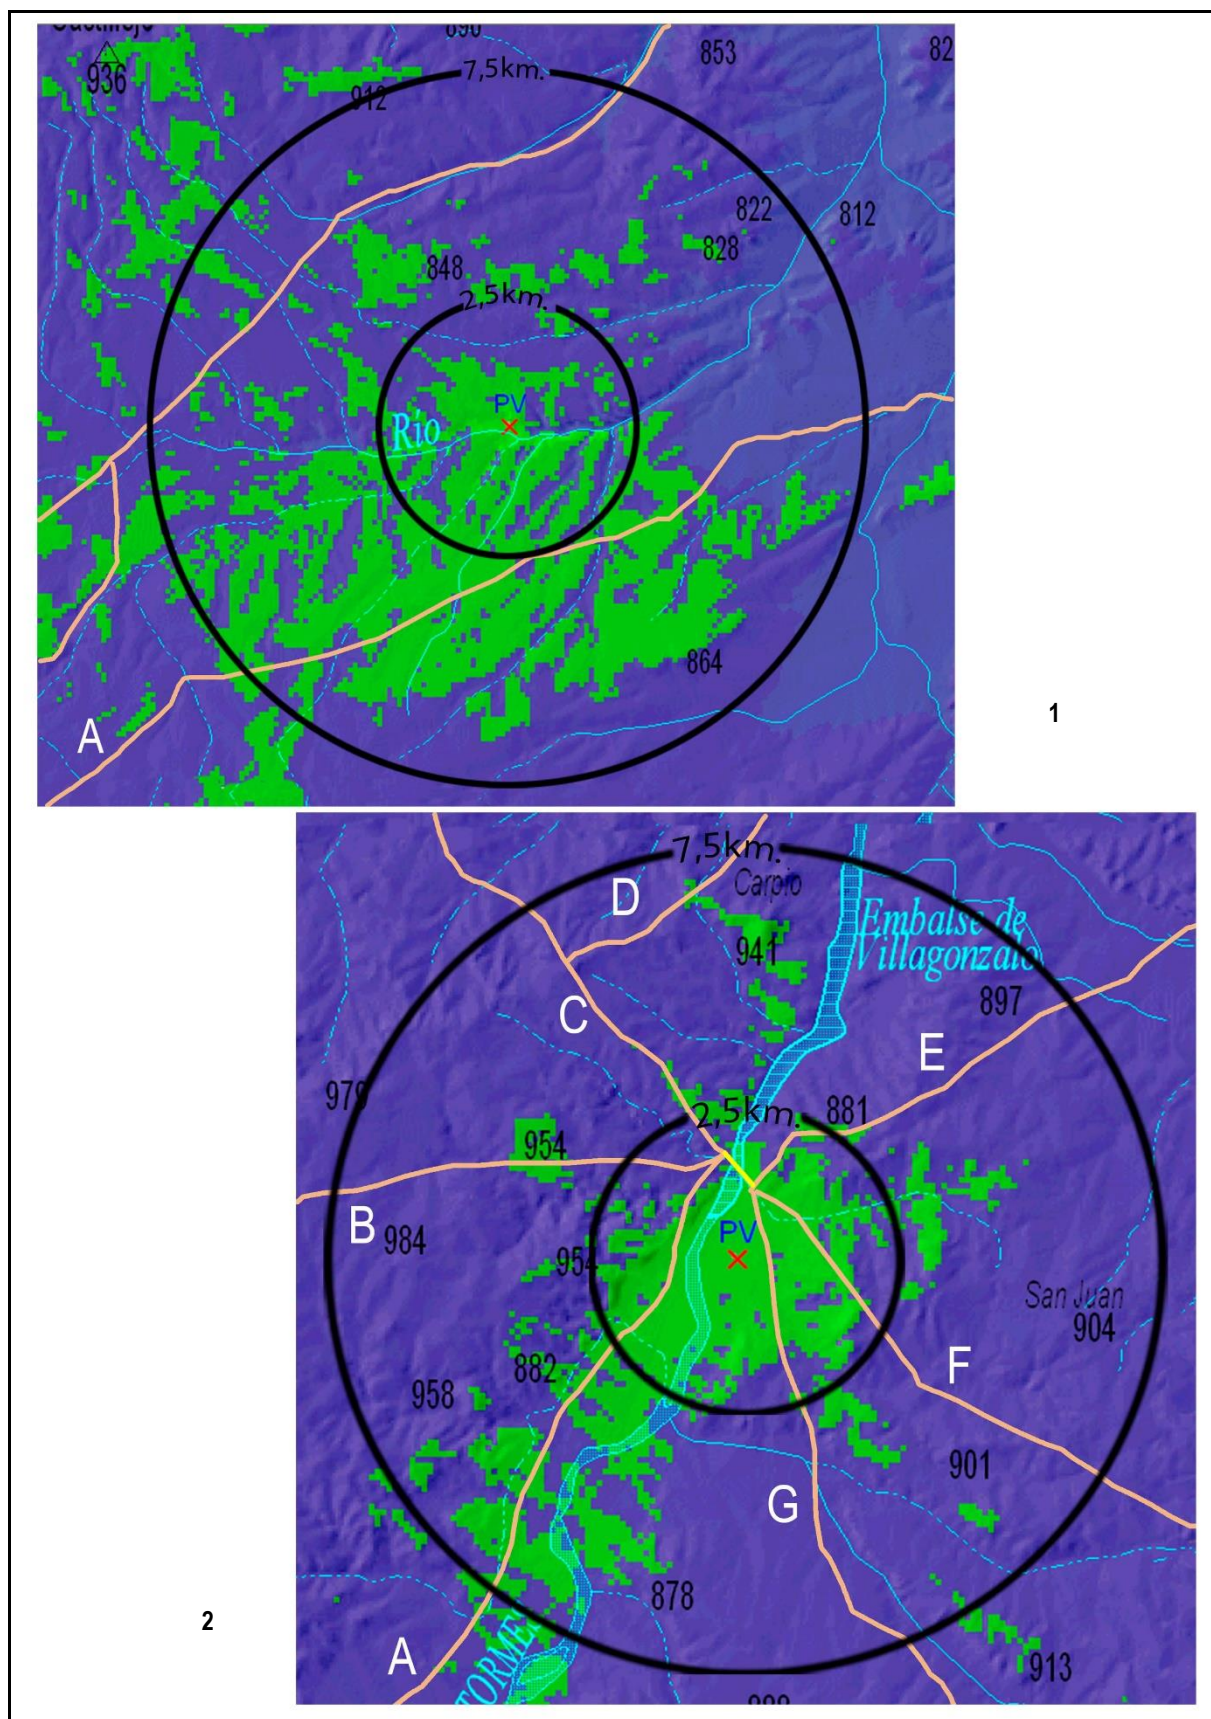 936
853
7,5km.
912
822
812
828
848
2,5km.
PV
Río
864
A
1
7,5km.
Carpio
D
Embalse de
Villagonzalo
941
897
C
E
979
2,5km.
881
954
B
984
PV
954
San Juan
904
F
882
958
901
G
878
2
A
TORMES
913